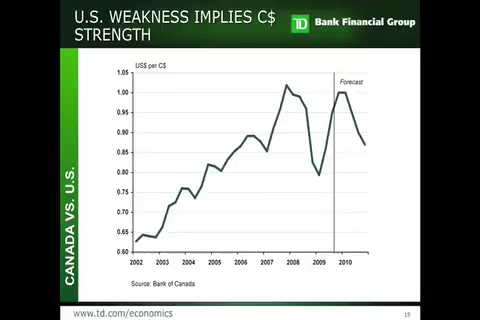 U.S. WEAKNESS IMPLIES C$
STRENGTH
TD Bank Financial Group
CANADA VS. U.S.
US$ per C$
Forecast
1.05
1.00
0.95
0.90
0.85
0.80
0.75
0.70
0.65
0.60
2002 2003 2004 2005 2006 2007 2008 2009 2010
Source: Bank of Canada
www.td.com/economics
19